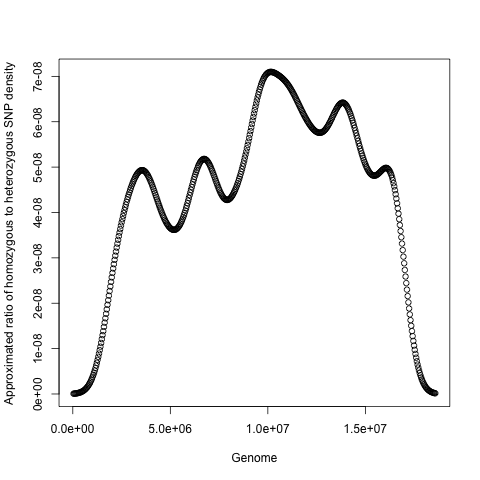 Approximated ratio of homozygous to heterozygous SNP density
7e-08
6e-08
5e-08
4e-08
3e-08
2e-08
1e-08
0e+00
0.0e+00 5.0e+06 1.0e+07 1.5e+07
Genome